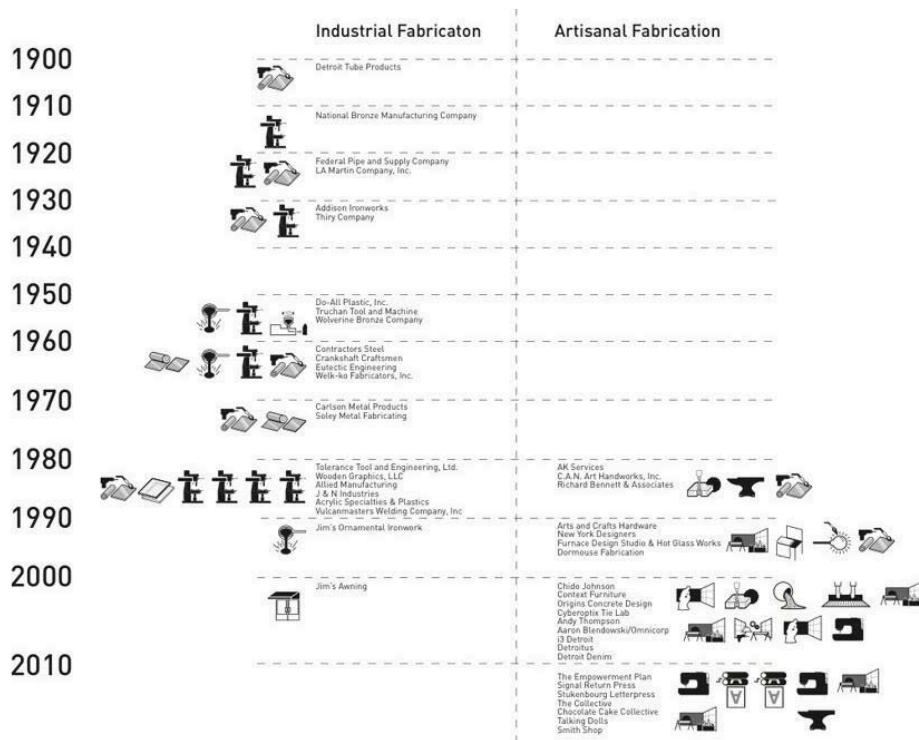 Industrial Fabricaton
Artisanal Fabrication
1900
Detroit Tube Products
1910
National Bronze Manufacturing Company
1920
Federal Pipe and Supply Company
LA Martin Company, Inc.
1930
Addison Ironworks
Thiry Company
1940
1950
Do-All Plastic, Inc.
Truchan Tool and Machine
Wolverine Bronze Company
1960
Contractors Steel
Crankshaft Craftsmen
Eutectic Engineering
Welk-ko Fabricators, Inc.
1970
Carlson Metal Products
Soley Metal Fabricating
1980
Tolerance Tool and Engineering, Ltd.
Wooden Graphics, LLC
Allied Manufacturing
J & N Industries
Acrylic Specialties & Plastics
Vulcanmasters Welding Company, Inc
AK Services
C.A.N. Art Handworks, Inc.
Richard Bennett & Associates
1990
Jim's Ornamental Ironwork
Arts and Crafts Hardware
New York Designers
Furnace Design Studio & Hot Glass Works
Dormouse Fabrication
2000
Jim's Awning
Chido Johnson
Context Furniture
Origins Concrete Design
Cyberoptix Tie Lab
Andy Thompson
Aaron Blendowski/Omnicorp
i3 Detroit
Detroitus
Detroit Denim
2010
The Empowerment Plan
Signal Return Press
Stukenbourg Letterpress
The Collective
Chocolate Cake Collective
Talking Dolls
Smith Shop
A
A